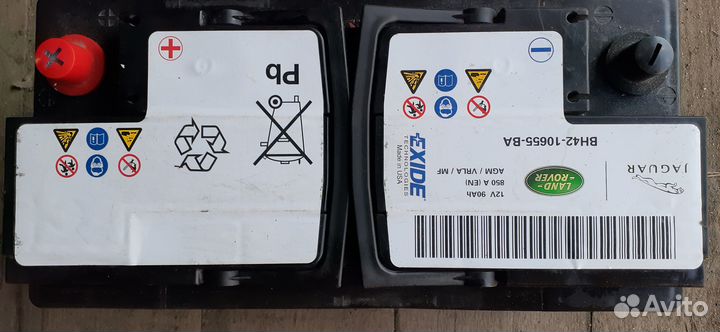 +
Pb
−
EXIDE
TECHNOLOGIES
Made in USA
AGM / VRLA / MF
850 A (EN)
12V 90Ah
BH42-10655-BA
LAND-
ROVER
JAGUAR
Avito